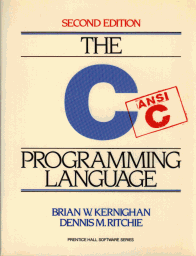 SECOND EDITION
THE
C
ANSI
C
PROGRAMMING
LANGUAGE
BRIAN W. KERNIGHAN
DENNIS M. RITCHIE
PRENTICE HALL SOFTWARE SERIES